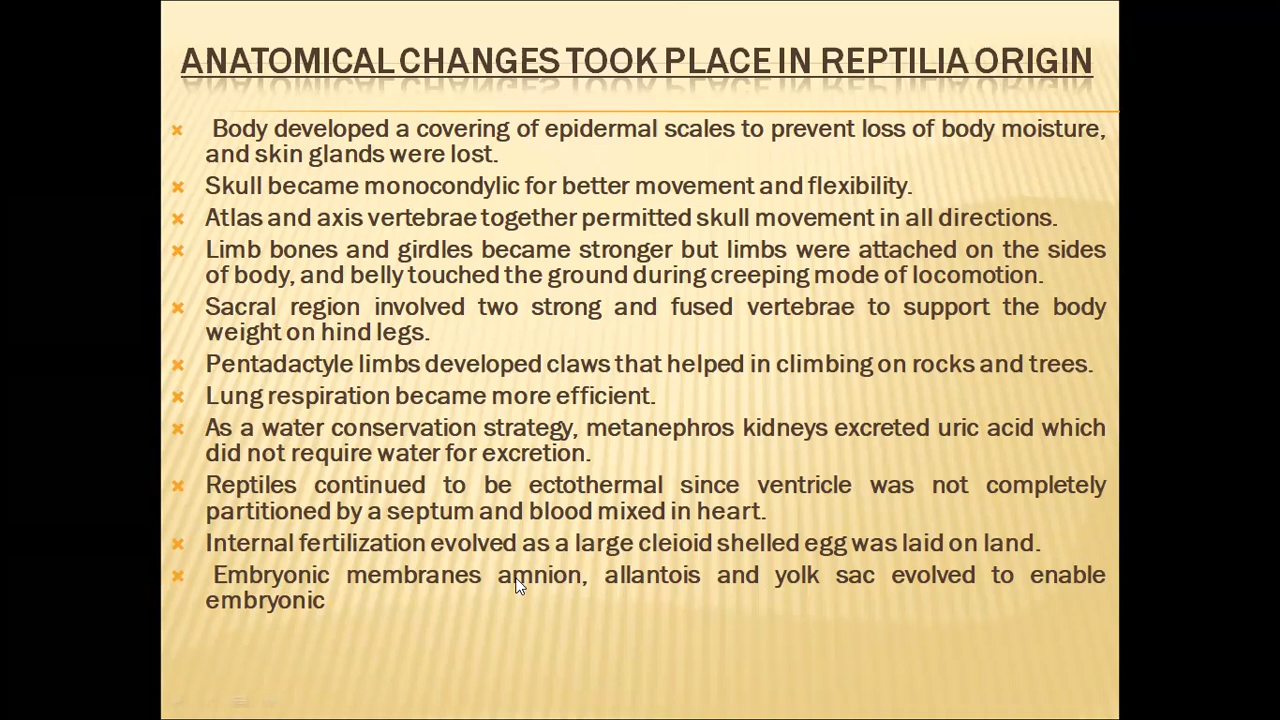 ANATOMICAL CHANGES TOOK PLACE IN REPTILIA ORIGIN
Body developed a covering of epidermal scales to prevent loss of body moisture,
and skin glands were lost.
Skull became monocondylic for better movement and flexibility.
Atlas and axis vertebrae together permitted skull movement in all directions.
Limb bones and girdles became stronger but limbs were attached on the sides
of body, and belly touched the ground during creeping mode of locomotion.
Sacral region involved two strong and fused vertebrae to support the body
weight on hind legs.
Pentadactyle limbs developed claws that helped in climbing on rocks and trees.
Lung respiration became more efficient.
As a water conservation strategy, metanephros kidneys excreted uric acid which
did not require water for excretion.
Reptiles continued to be ectothermal since ventricle was not completely
partitioned by a septum and blood mixed in heart.
Internal fertilization evolved as a large cleioid shelled egg was laid on land.
Embryonic membranes amnion, allantois and yolk sac evolved to enable
embryonic